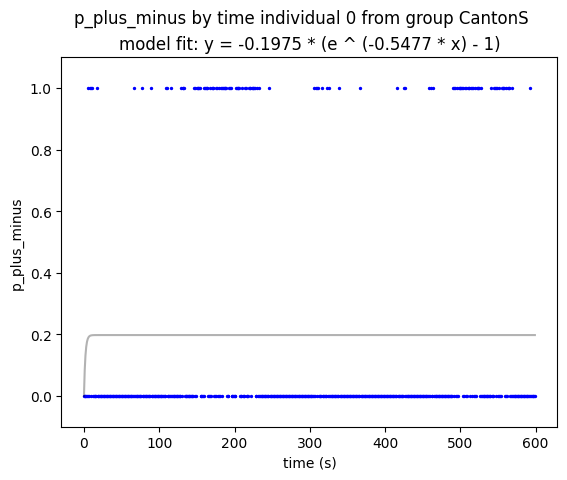 p_plus_minus by time individual 0 from group CantonS
model fit: y = -0.1975 * (e ^ (-0.5477 * x) - 1)
1.0
0.8
0.6
0.4
0.2
0.0
p_plus_minus
0 100 200 300 400 500 600
time (s)